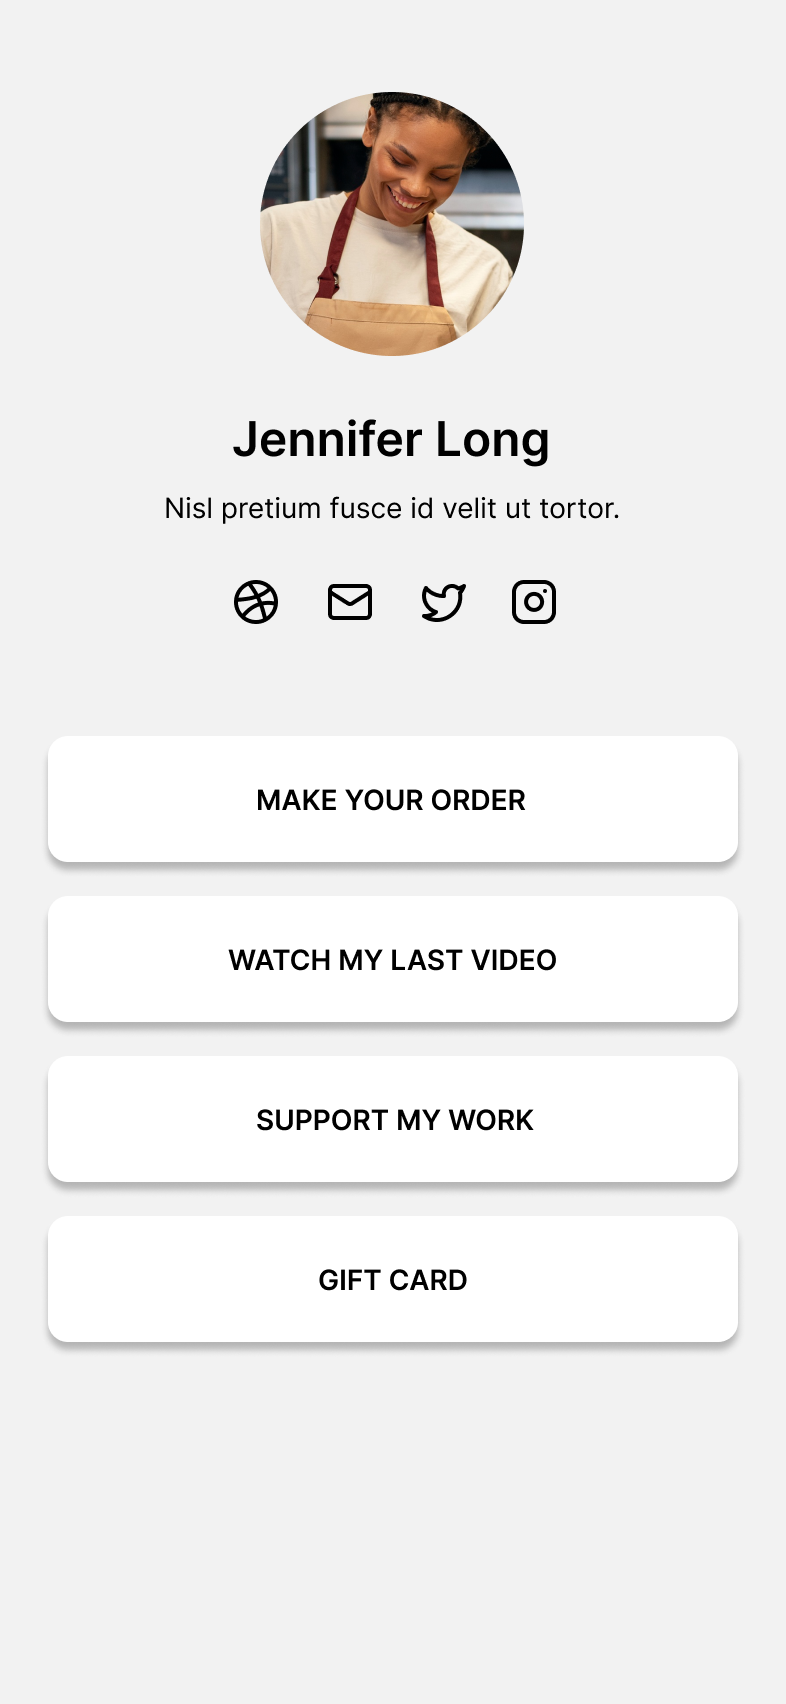 Jennifer Long
Nisl pretium fusce id velit ut tortor.
MAKE YOUR ORDER
WATCH MY LAST VIDEO
SUPPORT MY WORK
GIFT CARD